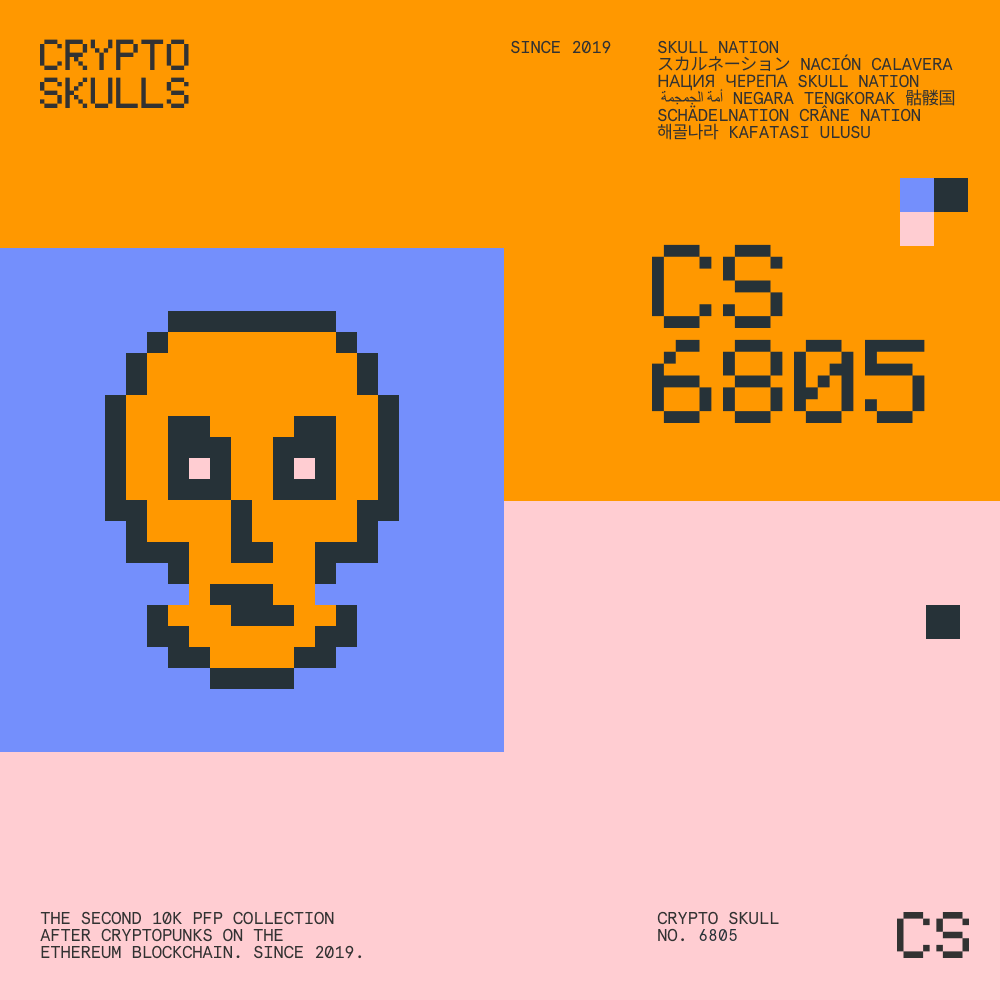 CRYPTO
SKULLS
SINCE 2019
SKULL NATION
スカルネーション NACIÓN CALAVERA
НАЦИЯ ЧЕРЕПА SKULL NATION
أمة الجمجمة NEGARA TENGKORAK 骷髅国
SCHÄDELNATION CRÂNE NATION
해골나라 KAFATASI ULUSU
CS
6805
THE SECOND 10K PFP COLLECTION
AFTER CRYPTOPUNKS ON THE
ETHEREUM BLOCKCHAIN. SINCE 2019.
CRYPTO SKULL
NO. 6805
CS